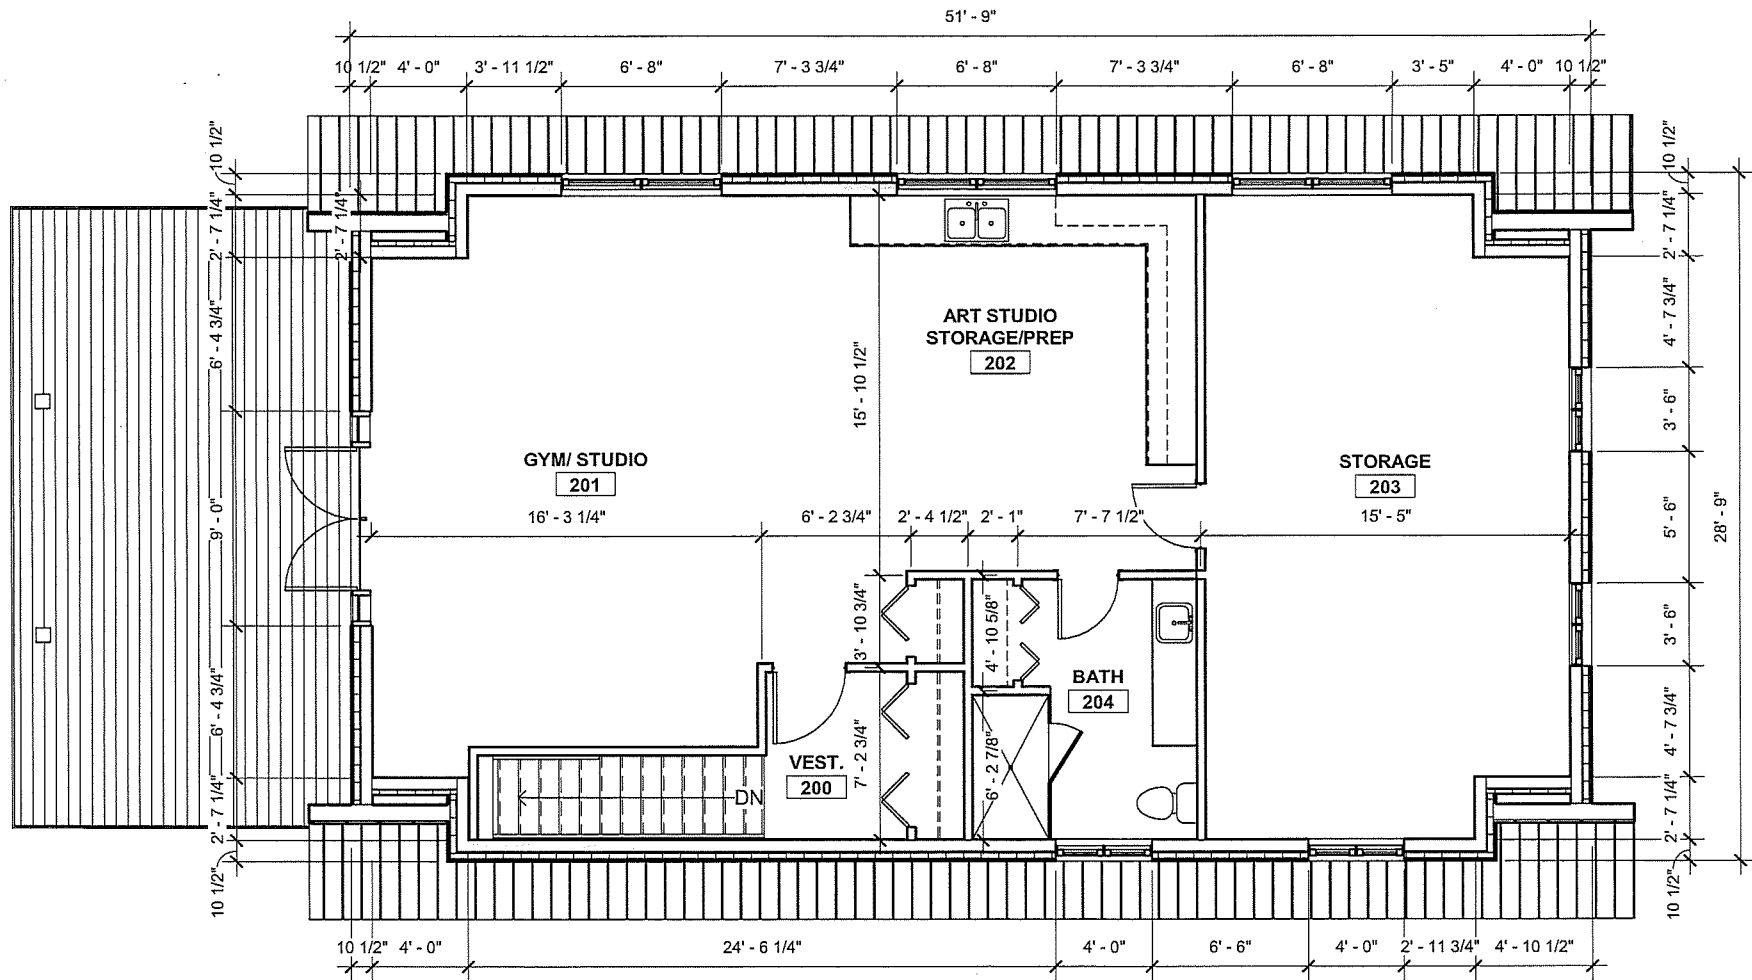 51' - 9"
10 1/2" 4' - 0" 3' - 11 1/2" 6' - 8" 7' - 3 3/4" 6' - 8" 7' - 3 3/4" 6' - 8" 3' - 5" 4' - 0" 10 1/2"
10 1/2"
2' - 7 1/4"
6' - 4 3/4"
9' - 0"
6' - 4 3/4"
2' - 7 1/4"
10 1/2"
2' - 7 1/4"
15' - 10 1/2"
ART STUDIO
STORAGE/PREP
202
GYM/ STUDIO
201
STORAGE
203
16' - 3 1/4" 6' - 2 3/4" 2' - 4 1/2" 2' - 1" 7' - 7 1/2" 15' - 5"
3' - 10 3/4"
4' - 10 5/8"
BATH
204
7' - 2 3/4"
6' - 2 7/8"
VEST.
200
DN
10 1/2"
2' - 7 1/4"
4' - 7 3/4"
3' - 6"
5' - 6"
3' - 6"
4' - 7 3/4"
2' - 7 1/4"
10 1/2"
28' - 9"
10 1/2" 4' - 0" 24' - 6 1/4" 4' - 0" 6' - 6" 4' - 0" 2' - 11 3/4" 4' - 10 1/2"